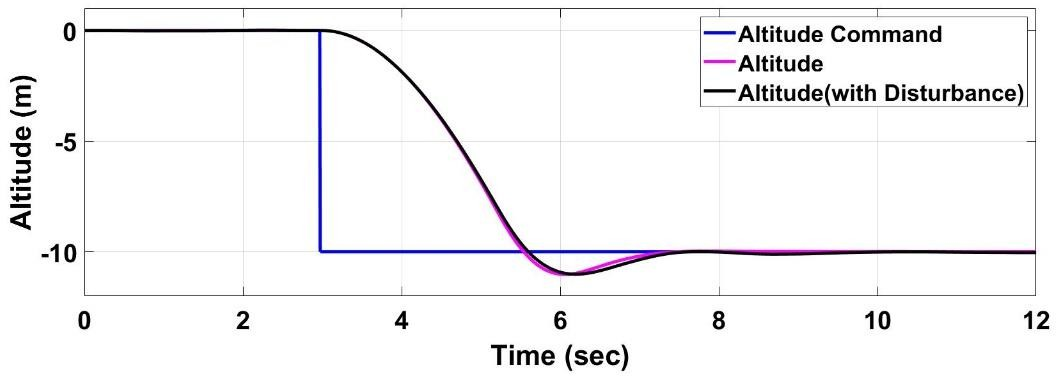 0
-5
-10
Altitude (m)
Altitude Command
Altitude
Altitude(with Disturbance)
0 2 4 6 8 10 12
Time (sec)